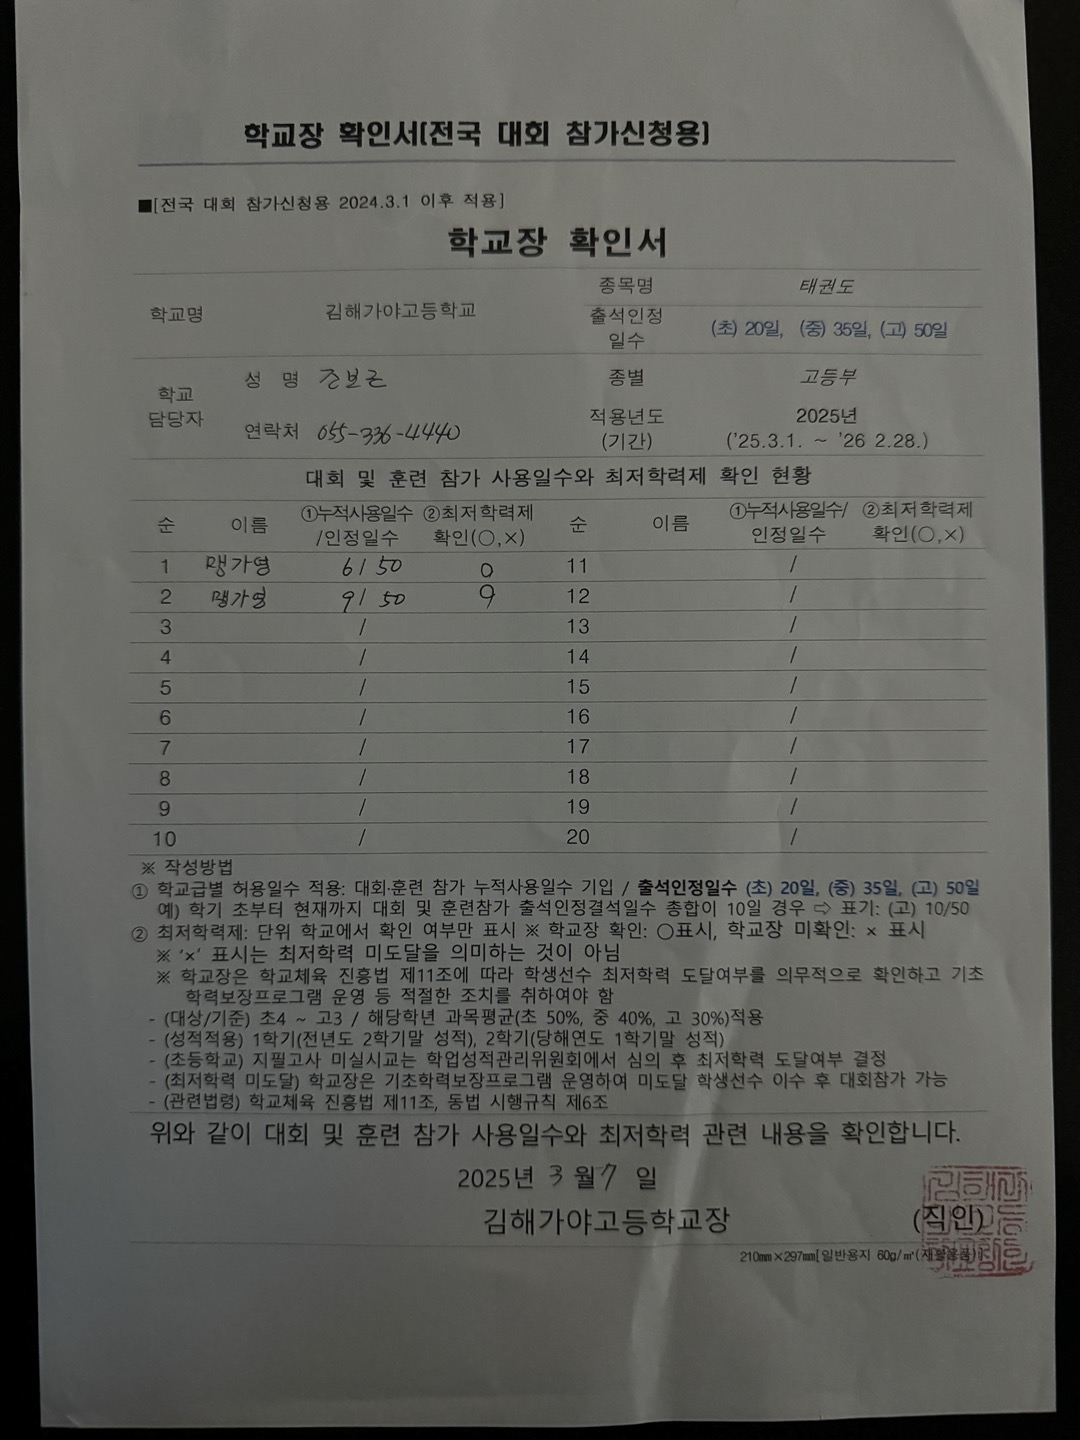 학교장 확인서(전국 대회 참가신청용)
■[전국 대회 참가신청용 2024.3.1 이후 적용]
학교장 확인서
학교명 김해가야고등학교 종목명 태권도
출석인정 일수 (초) 20일, (중) 35일, (고) 50일
학교 담당자 성 명 종별 고등부
연락처 055-336-4440 적용년도 (기간) 2025년 ('25.3.1. ~ '26 2.28.)
대회 및 훈련 참가 사용일수와 최저학력제 확인 현황
순 이름 ①누적사용일수/인정일수 ②최저학력제 확인(○,×) 순 이름 ①누적사용일수/인정일수 ②최저학력제 확인(○,×)
1 맹가영 6/50 ○ 11 /
2 맹가영 9/50 ○ 12 /
3 / 13 /
4 / 14 /
5 / 15 /
6 / 16 /
7 / 17 /
8 / 18 /
9 / 19 /
10 / 20 /
※ 작성방법
① 학교급별 허용일수 적용: 대회·훈련 참가 누적사용일수 기입 / 출석인정일수 (초) 20일, (중) 35일, (고) 50일
예) 학기 초부터 현재까지 대회 및 훈련참가 출석인정결석일수 총합이 10일 경우 ⇨ 표기: (고) 10/50
② 최저학력제: 단위 학교에서 확인 여부만 표시 ※ 학교장 확인: ○표시, 학교장 미확인: × 표시
※ '×' 표시는 최저학력 미도달을 의미하는 것이 아님
※ 학교장은 학교체육 진흥법 제11조에 따라 학생선수 최저학력 도달여부를 의무적으로 확인하고 기초
학력보장프로그램 운영 등 적절한 조치를 취하여야 함
- (대상/기준) 초4 ~ 고3 / 해당학년 과목평균(초 50%, 중 40%, 고 30%)적용
- (성적적용) 1학기(전년도 2학기말 성적), 2학기(당해연도 1학기말 성적)
- (초등학교) 지필고사 미실시교는 학업성적관리위원회에서 심의 후 최저학력 도달여부 결정
- (최저학력 미도달) 학교장은 기초학력보장프로그램 운영하여 미도달 학생선수 이수 후 대회참가 가능
- (관련법령) 학교체육 진흥법 제11조, 동법 시행규칙 제6조
위와 같이 대회 및 훈련 참가 사용일수와 최저학력 관련 내용을 확인합니다.
2025년 3월 7일
김해가야고등학교장 (직인)
210㎜×297㎜[일반용지 60g/㎡(재활용품)]